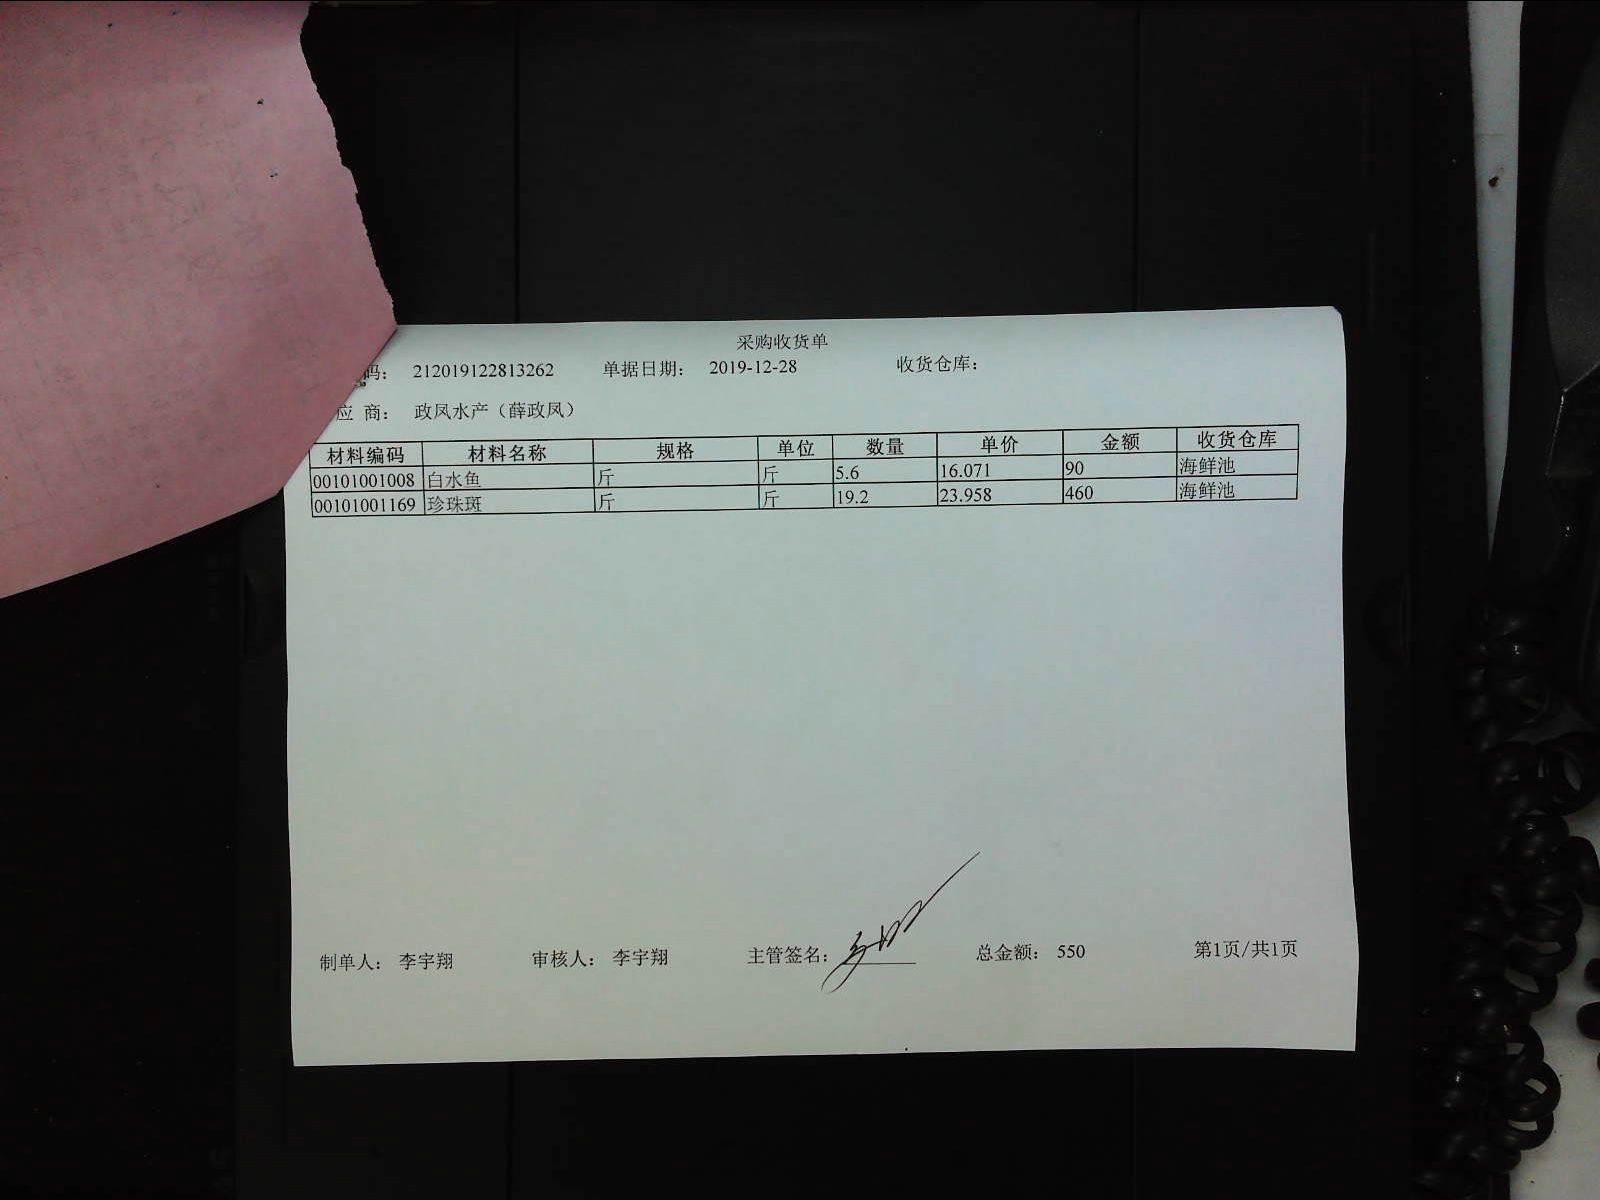 采购收货单
码： 212019122813262 单据日期： 2019-12-28 收货仓库：
应 商： 政凤水产（薛政凤）
材料编码 材料名称 规格 单位 数量 单价 金额 收货仓库
00101001008 白水鱼 斤 斤 5.6 16.071 90 海鲜池
00101001169 珍珠斑 斤 斤 19.2 23.958 460 海鲜池
制单人： 李宇翔 审核人： 李宇翔 主管签名： 总金额： 550 第1页/共1页